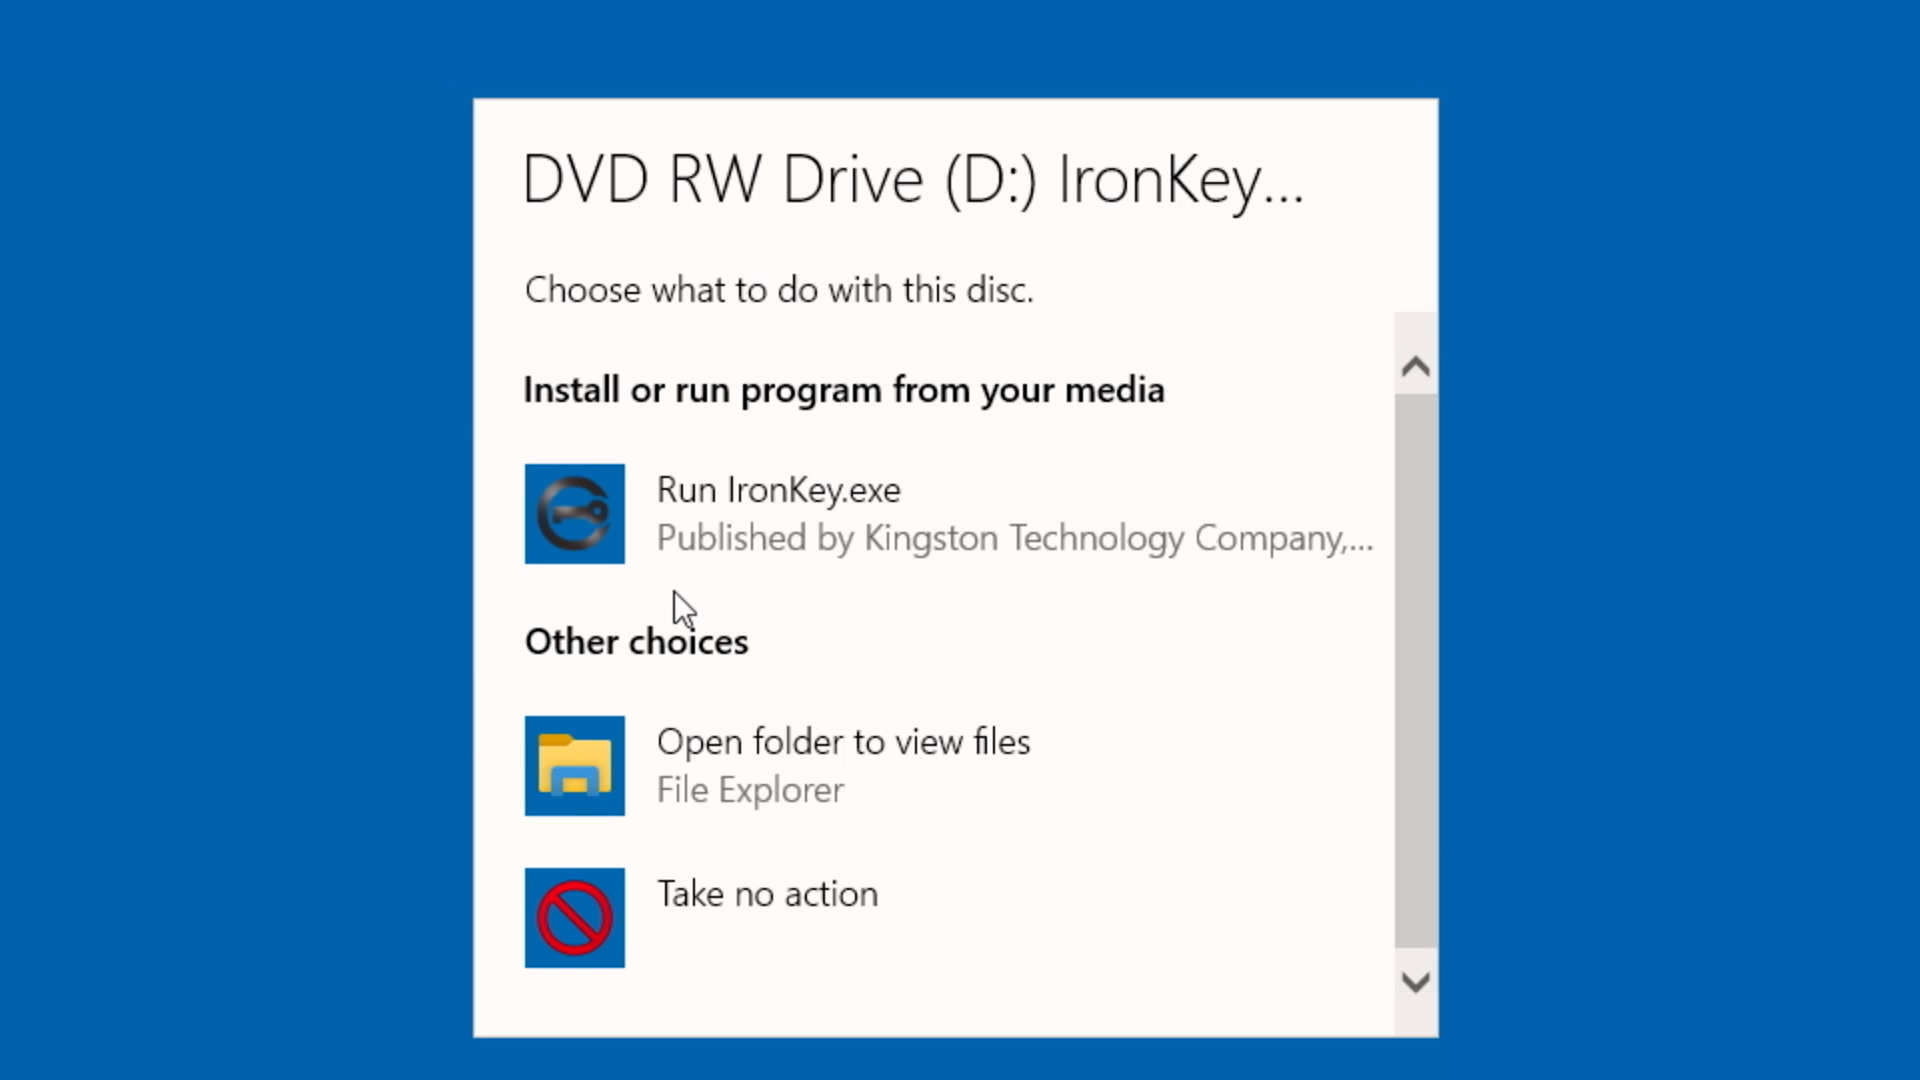 DVD RW Drive (D:) IronKey...
Choose what to do with this disc.
Install or run program from your media
Run IronKey.exe
Published by Kingston Technology Company,...
Other choices
Open folder to view files
File Explorer
Take no action